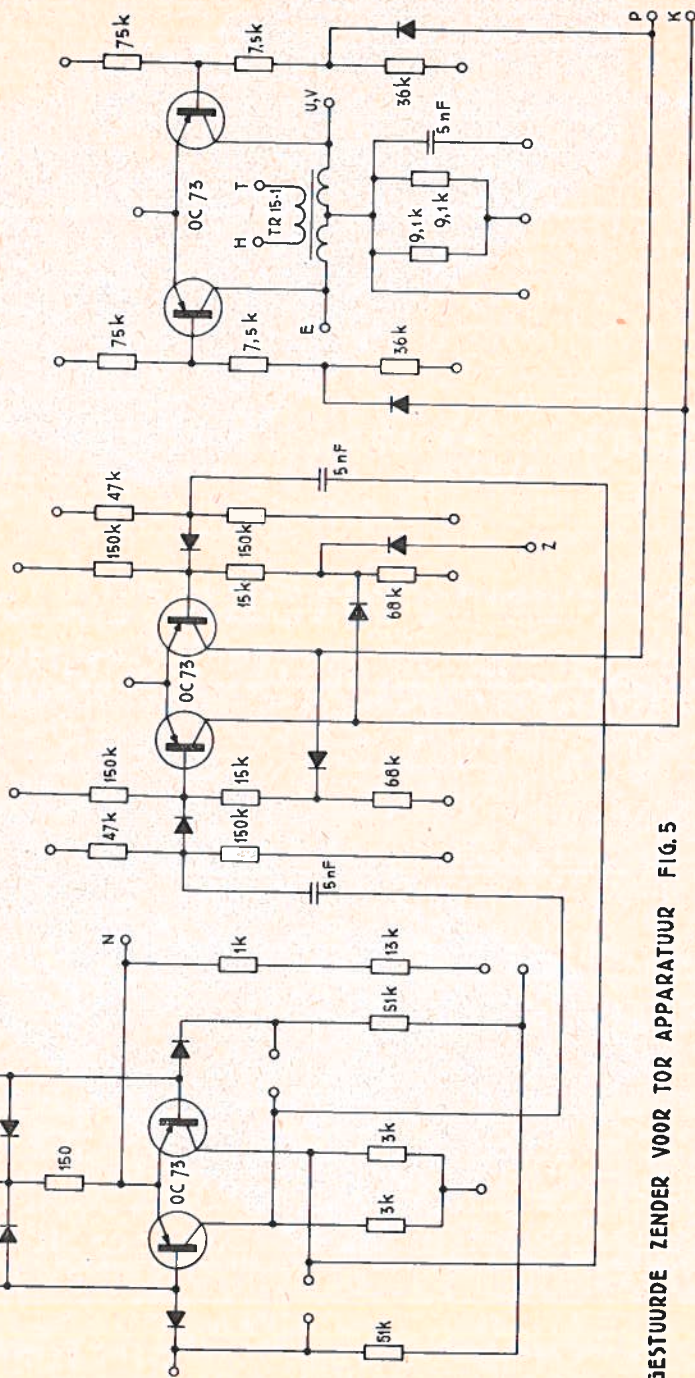 150
OC 73
N
1k
51k
3k
3k
51k
13k
47k
150k
150k
15k
5nF
68k
OC 73
150k
47k
15k
150k
68k
5nF
Z
75k
7,5k
36k
E
OC 73
H
T
TR 15-1
U,V
9,1k
9,1k
5nF
75k
7,5k
36k
P
K
GESTUURDE ZENDER VOOR TOR APPARATUUR FIG. 5